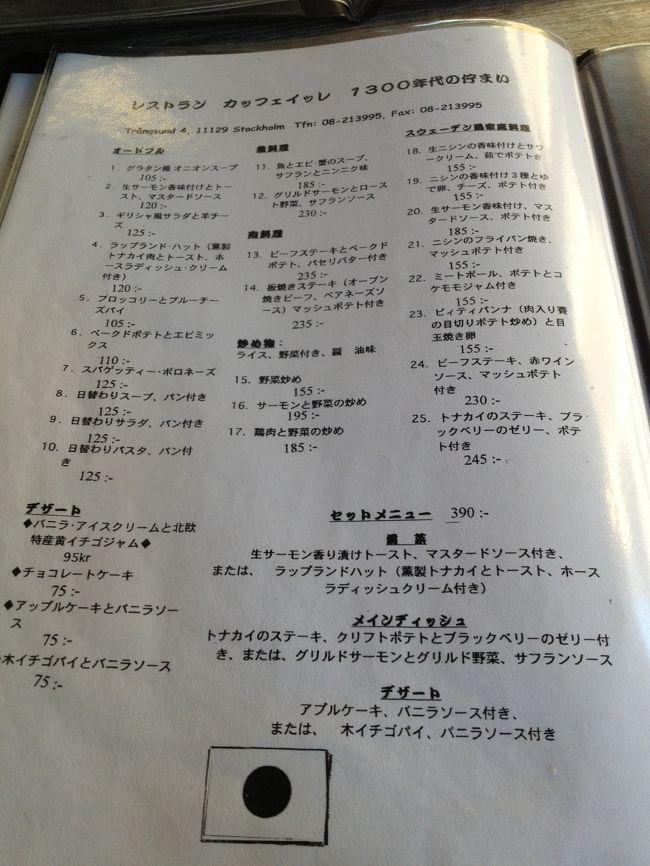 レストラン　カッフェイッレ　１３００年代の佇まい
Trångsund 4, 11129 Stockholm Tfn: 08-213995, Fax: 08-213995
オードブル
1. グラタン風 オニオンスープ
105 :-
2. 生サーモン香味付けとトー
スト、マスタードソース
120 :-
3. ギリシャ風サラダと羊チー
ズ
125 :-
4. ラップランド・ハット（薫製
トナカイ肉とトースト、ホ
ースラディッシュ・クリーム
付き）
120 :-
5. ブロッコリーとブルーチー
ズパイ
105 :-
6. ベークドポテトとエビミッ
クス
110 :-
7. スパゲッティー・ボロネーズ
125 :-
8. 日替わりスープ、パン付き
125 :-
9. 日替わりサラダ、パン付き
125 :-
10. 日替わりパスタ、パン付
き
125 :-
魚料理
11. 魚とエビ・蟹のスープ、
サフランとニンニク味
185 :-
12. グリルドサーモンとロース
ト野菜、サフランソース
230 :-
肉料理
13. ビーフステーキとベークド
ポテト、パセリバター付き
235 :-
14. 板焼きステーキ（オーブン
焼きビーフ、ベアネーズソ
ース）マッシュポテト付き
235 :-
炒め物:
ライス、野菜付き、醤　油味
15. 野菜炒め
155 :-
16. サーモンと野菜の炒め
195 :-
17. 鶏肉と野菜の炒め
185 :-
スウェーデン風家庭料理
18. 生ニシンの香味付けとサワ
ークリーム、茹でポテト付き
155 :-
19. ニシンの香味付け３種とゆ
で卵、チーズ、ポテト付き
155 :-
20. 生サーモン香味付け、マス
タードソース、ポテト付き
185 :-
21. ニシンのフライパン焼き、
マッシュポテト付き
155 :-
22. ミートボール、ポテトとコ
ケモモジャム付き
155 :-
23. ピィティパンナ（肉入り賽
の目切りポテト炒め）と目
玉焼き卵
155 :-
24. ビーフステーキ、赤ワイン
ソース、マッシュポテト
付き
230 :-
25. トナカイのステーキ、ブラ
ックベリーのゼリー、ポテ
ト付き
245 :-
デザート
◆バニラ・アイスクリームと北欧
特産黄イチゴジャム◆
95kr
◆チョコレートケーキ
75 :-
◆アップルケーキとバニラソー
ス
75 :-
木イチゴパイとバニラソース
75 :-
セットメニュー　390 :-
菜
生サーモン香り漬けトースト、マスタードソース付き、
または、　ラップランドハット（薫製トナカイとトースト、ホース
ラディッシュクリーム付き）
メインディッシュ
トナカイのステーキ、クリフトポテトとブラックベリーのゼリー付
き、または、グリルドサーモンとグリルド野菜、サフランソース
デザート
アプルケーキ、バニラソース付き、
または、　木イチゴパイ、バニラソース付き